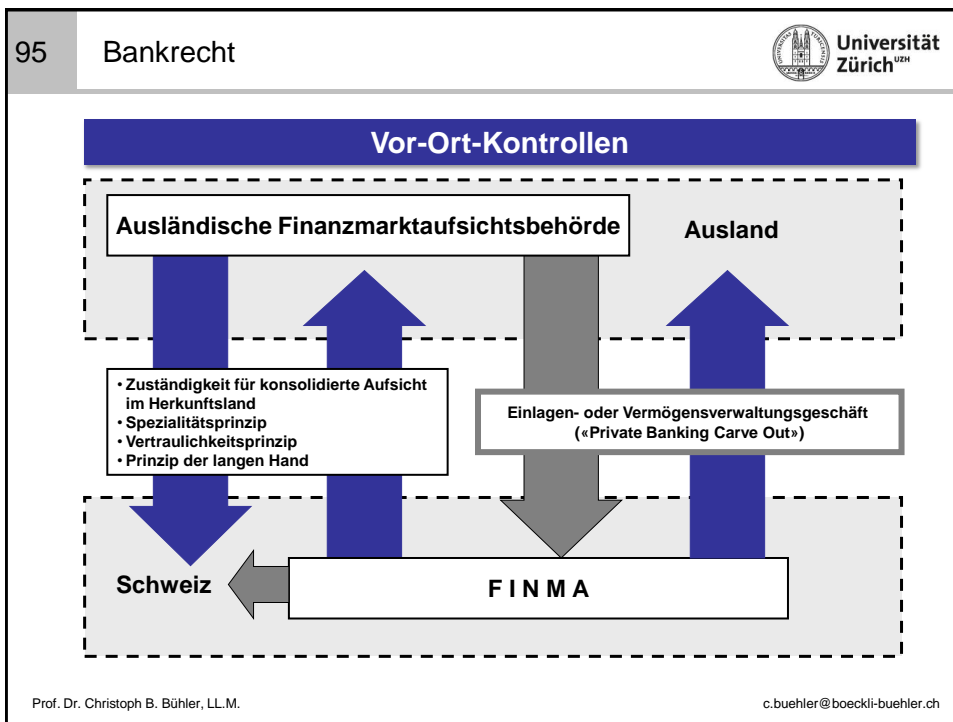 95
Bankrecht
Universität
Zürich UZH
Vor-Ort-Kontrollen
Ausländische Finanzmarktaufsichtsbehörde
Ausland
• Zuständigkeit für konsolidierte Aufsicht
im Herkunftsland
• Spezialitätsprinzip
• Vertraulichkeitsprinzip
• Prinzip der langen Hand
Einlagen- oder Vermögensverwaltungsgeschäft
(«Private Banking Carve Out»)
Schweiz
F I N M A
Prof. Dr. Christoph B. Bühler, LL.M.
c.buehler@boeckli-buehler.ch